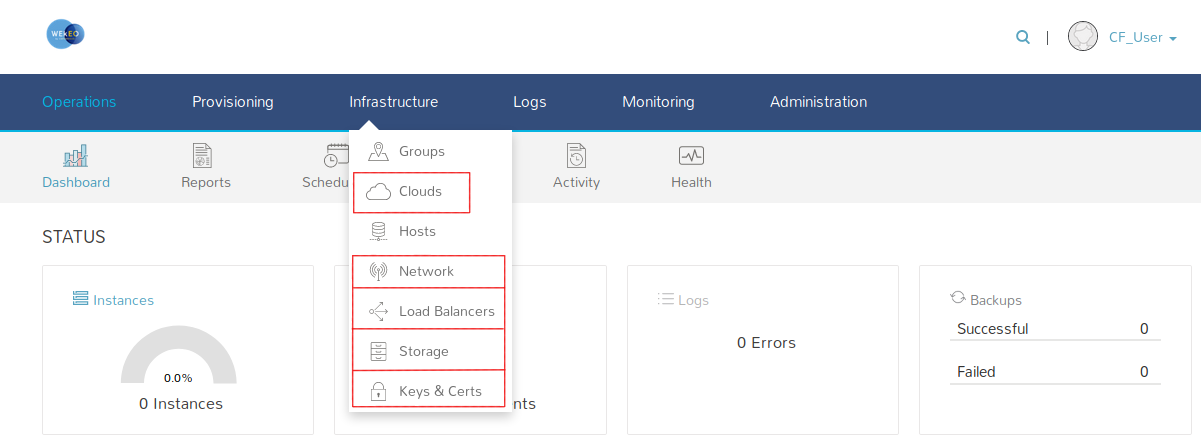 WEkEO
CF_User
Operations Provisioning Infrastructure Logs Monitoring Administration
Groups
Clouds
Hosts
Network
Load Balancers
Storage
Keys & Certs
Dashboard Reports Schedu Activity Health
STATUS
Instances
0.0%
0 Instances
nts
Logs
0 Errors
Backups
Successful 0
Failed 0